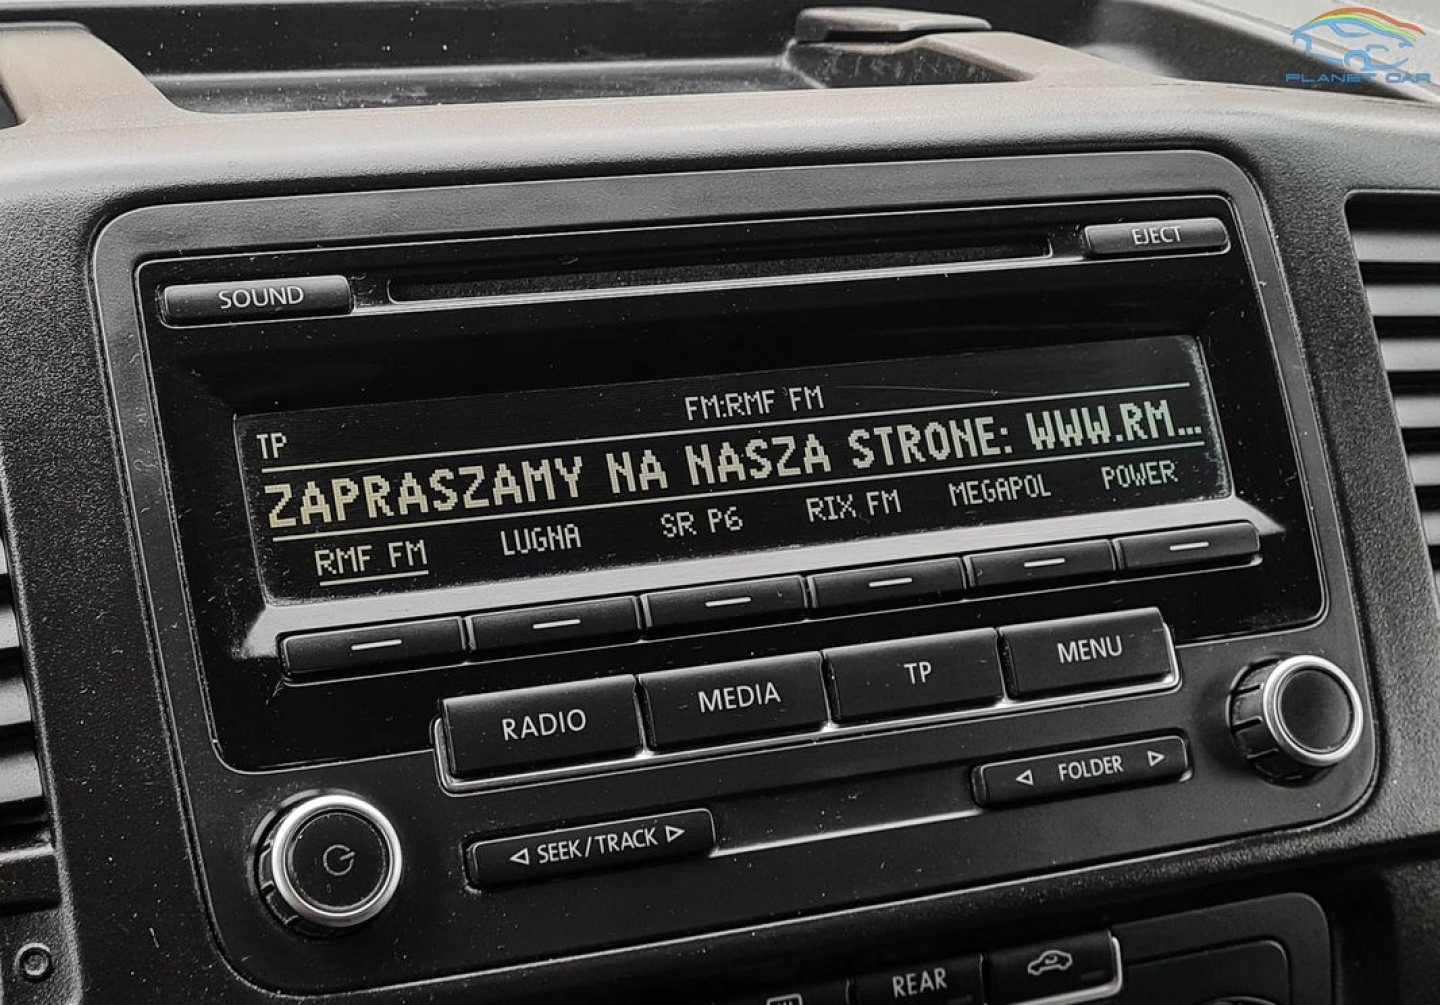 PLANET CAR
EJECT
SOUND
FM:RMF FM
TP
ZAPRASZAMY NA NASZA STRONE: WWW.RM...
RMF FM LUGNA SR P6 RIX FM MEGAPOL POWER
RADIO MEDIA TP MENU
FOLDER
SEEK/TRACK
REAR